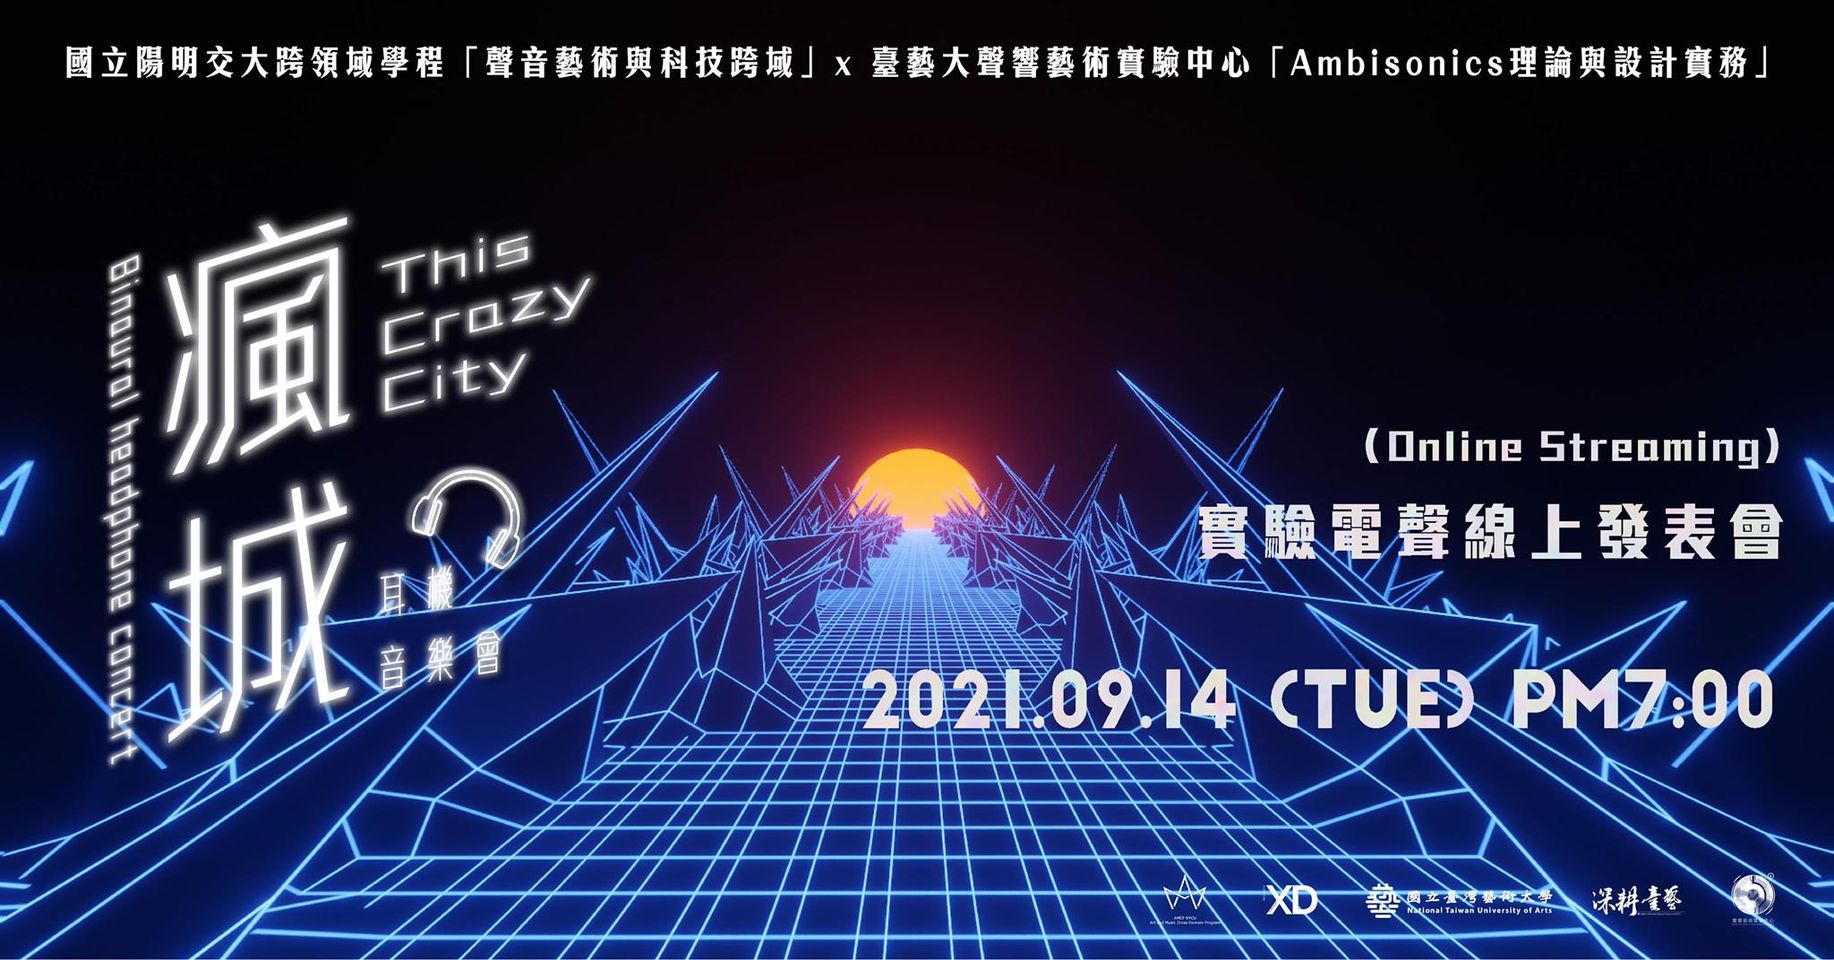 國立陽明交大跨領域學程「聲音藝術與科技跨域」x 臺藝大聲響藝術實驗中心「Ambisonics理論與設計實務」
Binaural headphone concert
瘋城
This
Crazy
City
耳機
音樂會
(Online Streaming)
實驗電聲線上發表會
2021.09.14 (TUE) PM7:00
XD
國立臺灣藝術大學
National Taiwan University of Arts
深耕臺藝